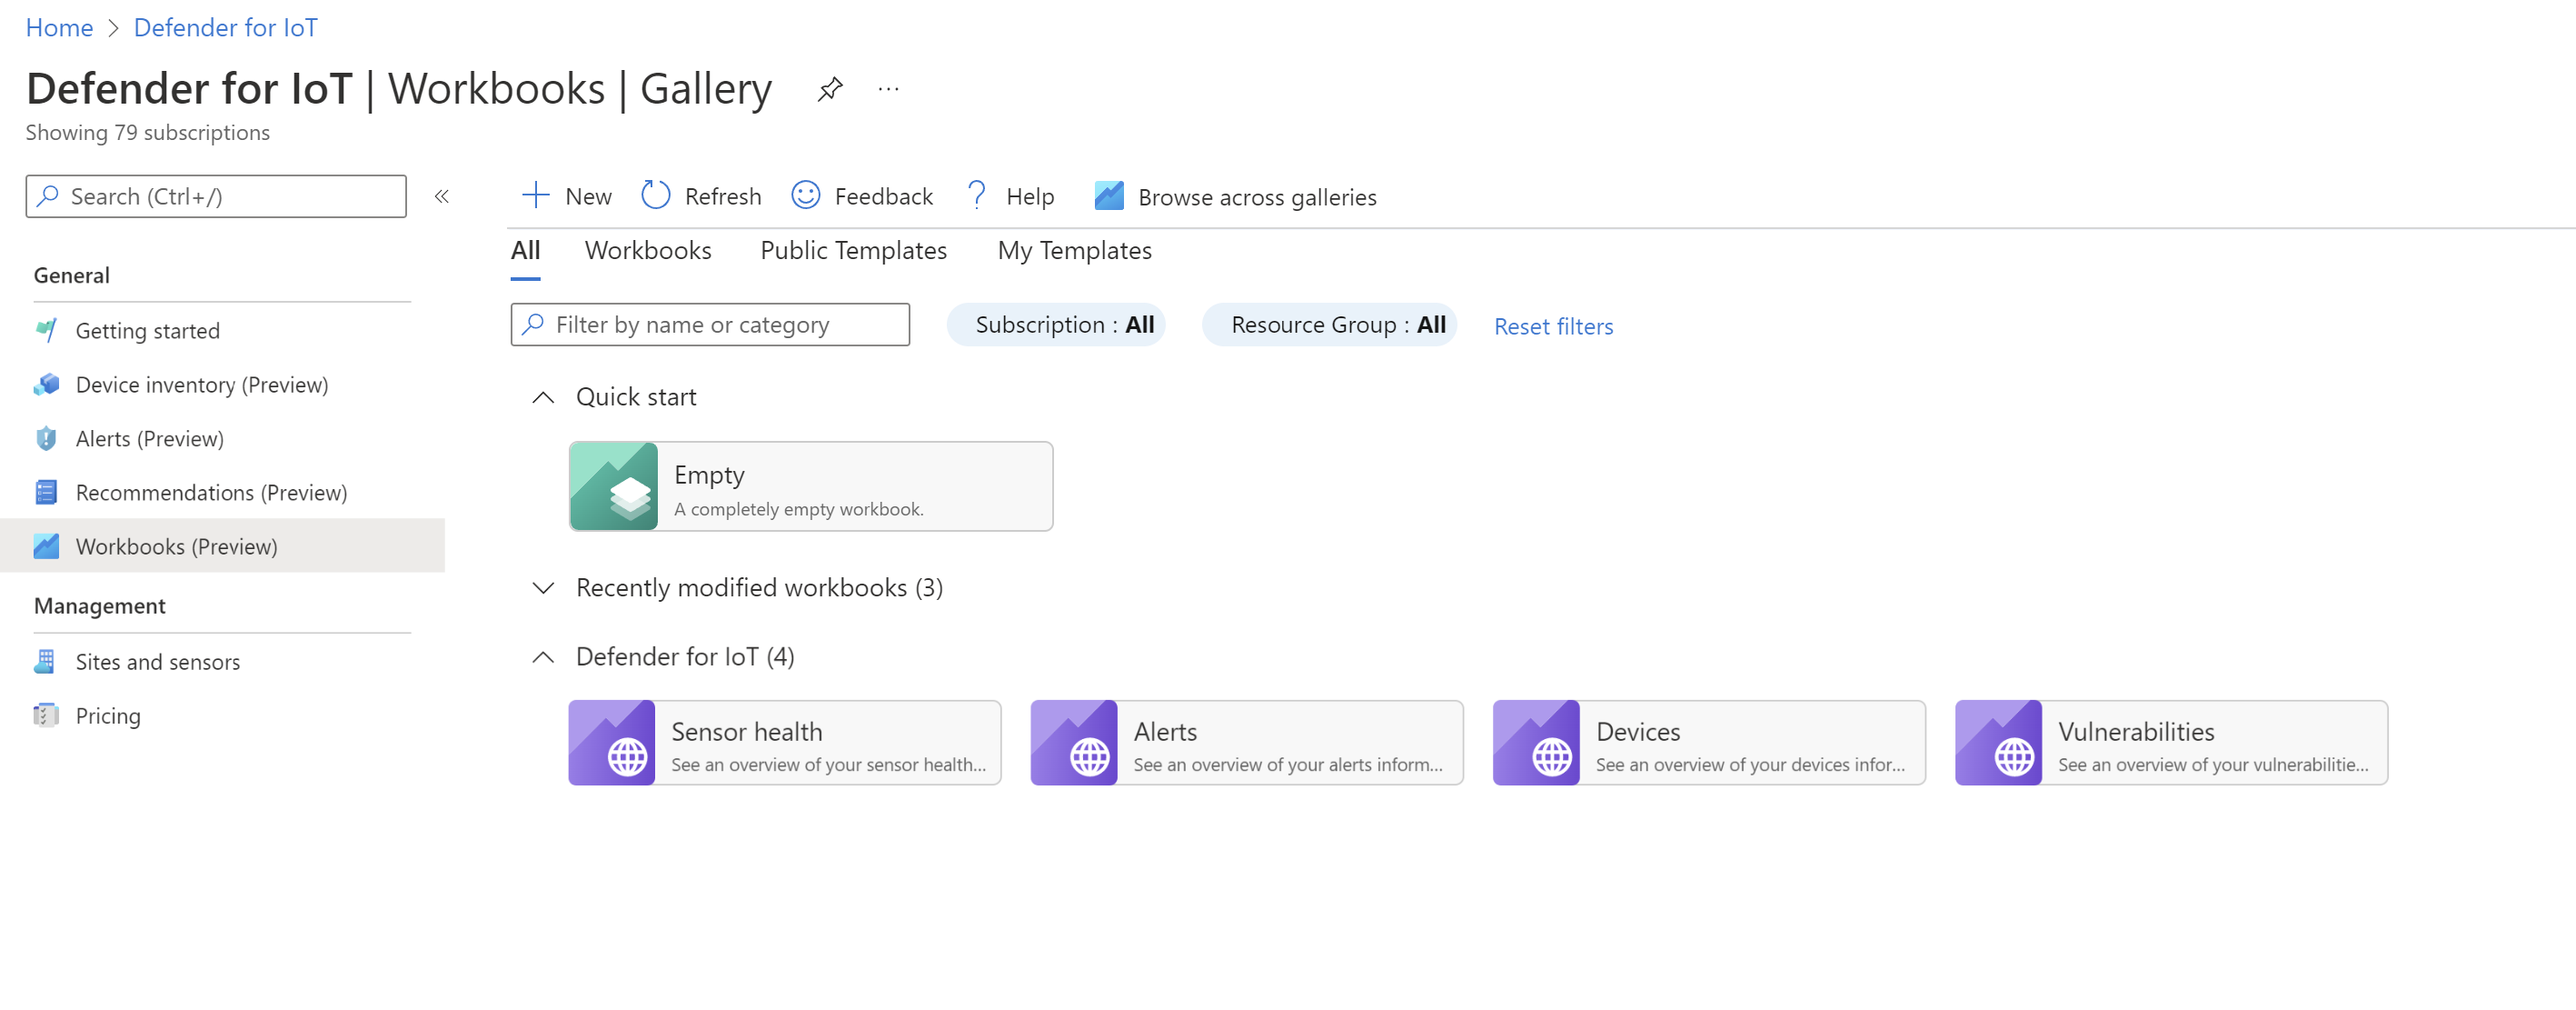 Home > Defender for IoT
Defender for IoT | Workbooks | Gallery ...
Showing 79 subscriptions
Search (Ctrl+/) «
New Refresh Feedback ? Help Browse across galleries
All Workbooks Public Templates My Templates
Filter by name or category Subscription : All Resource Group : All Reset filters
General
Getting started
Device inventory (Preview)
Alerts (Preview)
Recommendations (Preview)
Workbooks (Preview)
Management
Sites and sensors
Pricing
Quick start
Empty
A completely empty workbook.
Recently modified workbooks (3)
Defender for IoT (4)
Sensor health
See an overview of your sensor health...
Alerts
See an overview of your alerts inform...
Devices
See an overview of your devices infor...
Vulnerabilities
See an overview of your vulnerabilitie...